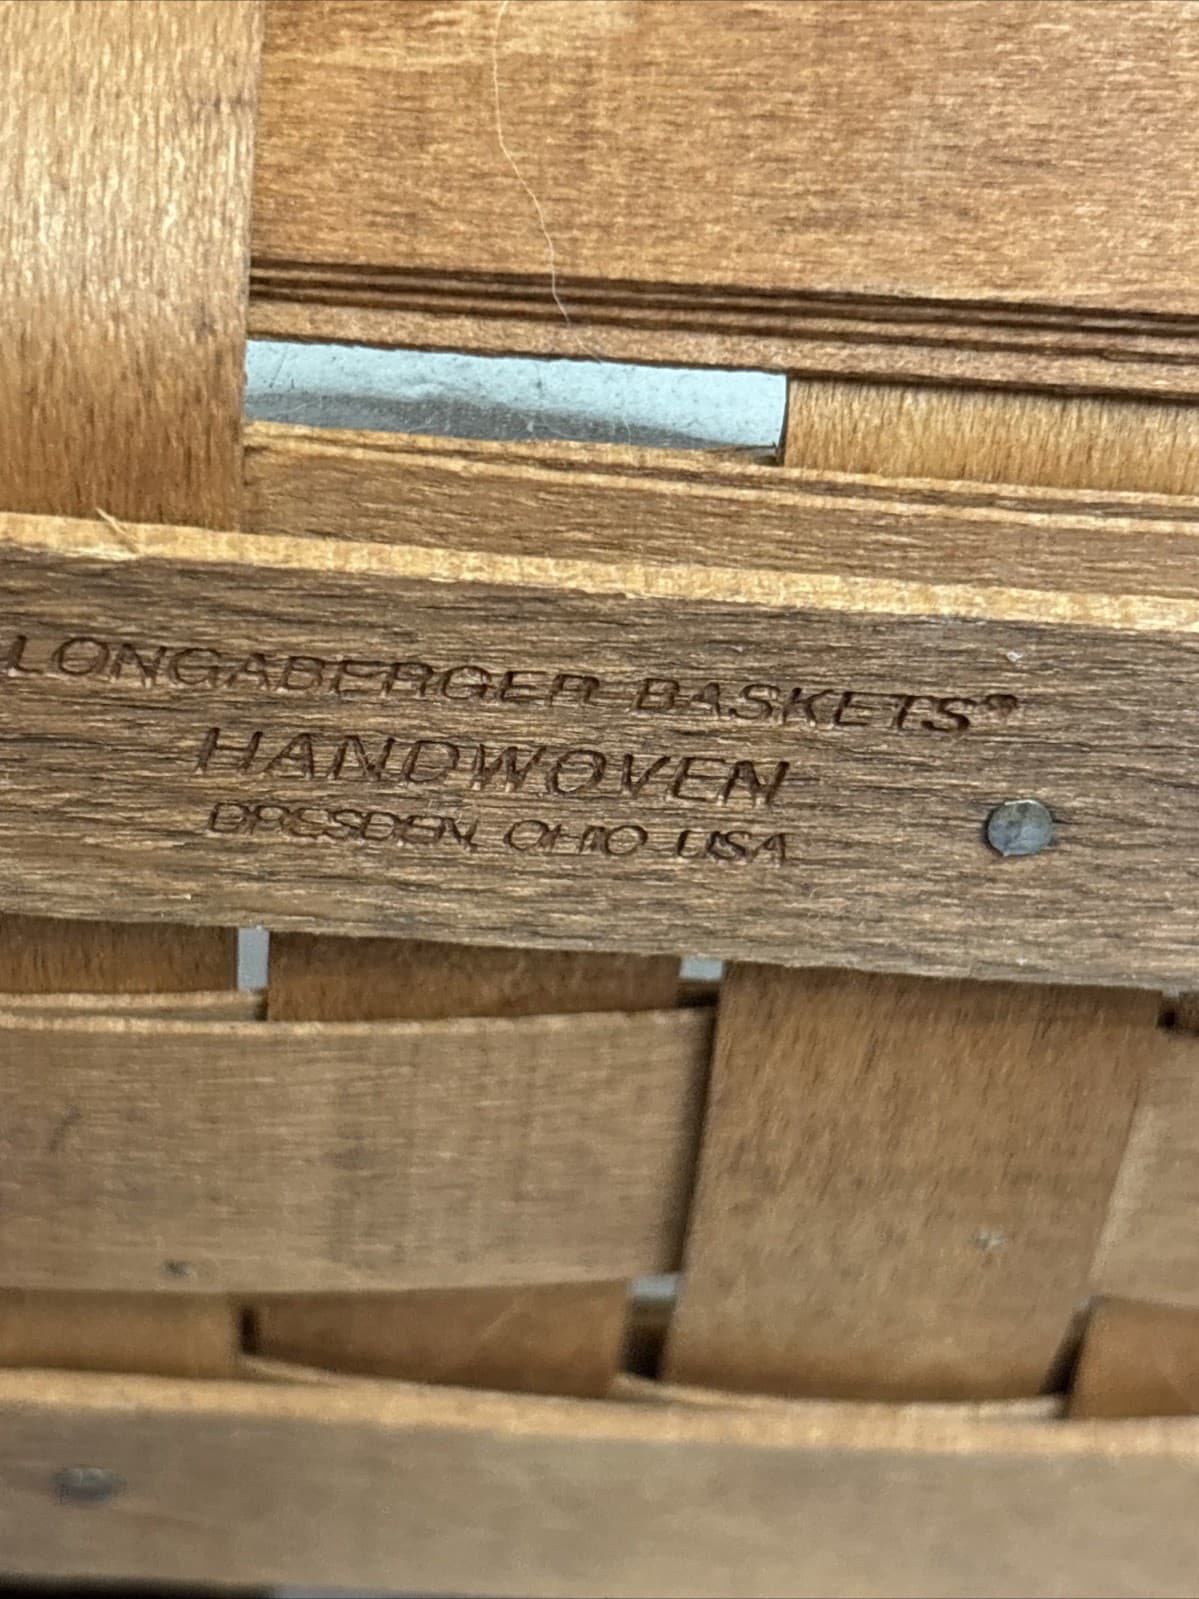 LONGABERGER BASKETS®
HANDWOVEN
DRESDEN, OHIO USA